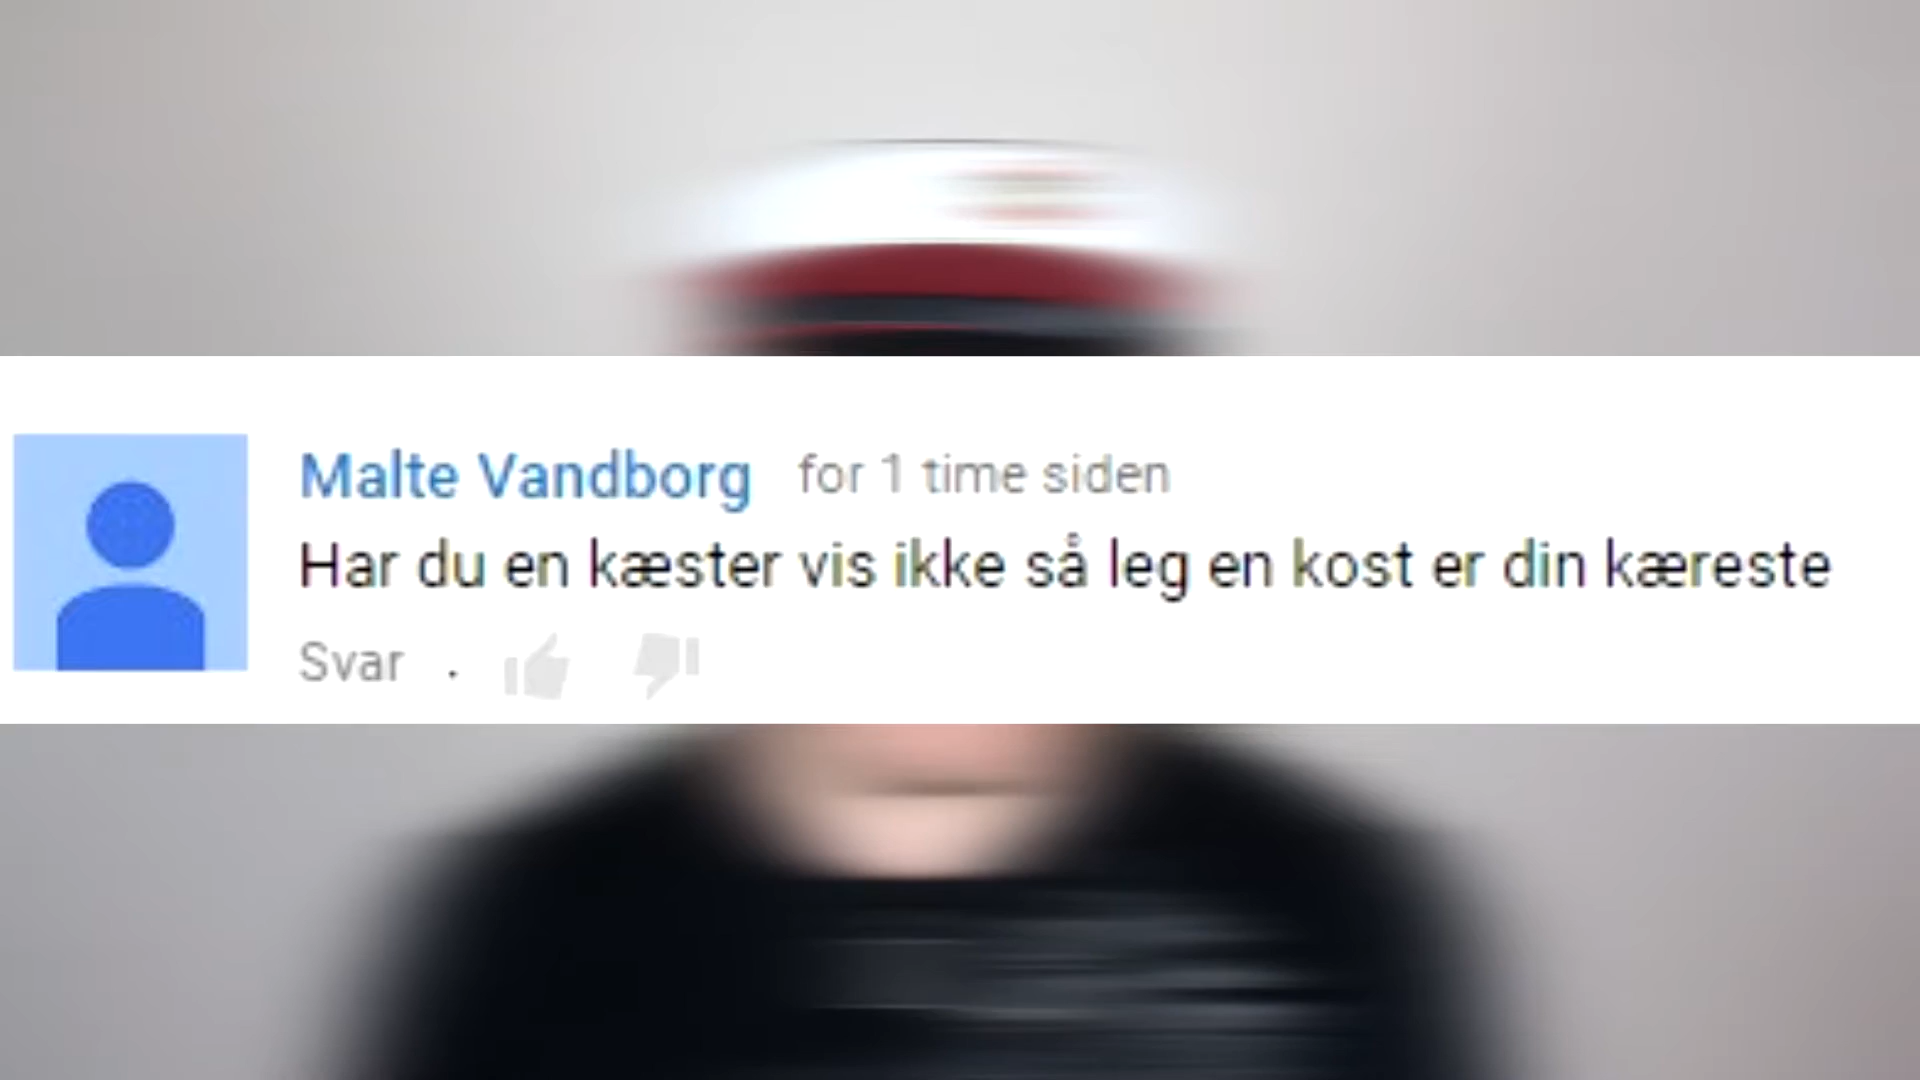 Malte Vandborg for 1 time siden
Har du en kæster vis ikke så leg en kost er din kæreste
Svar .